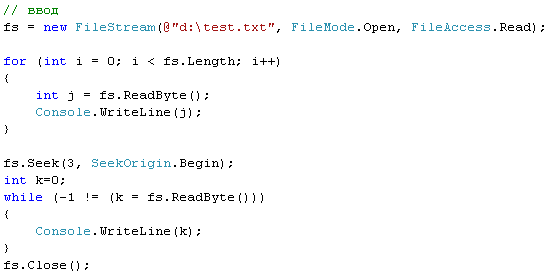 // ввод
fs = new FileStream(@"d:\test.txt", FileMode.Open, FileAccess.Read);
for (int i = 0; i < fs.Length; i++)
{
int j = fs.ReadByte();
Console.WriteLine(j);
}
fs.Seek(3, SeekOrigin.Begin);
int k=0;
while (-1 != (k = fs.ReadByte()))
{
Console.WriteLine(k);
}
fs.Close();